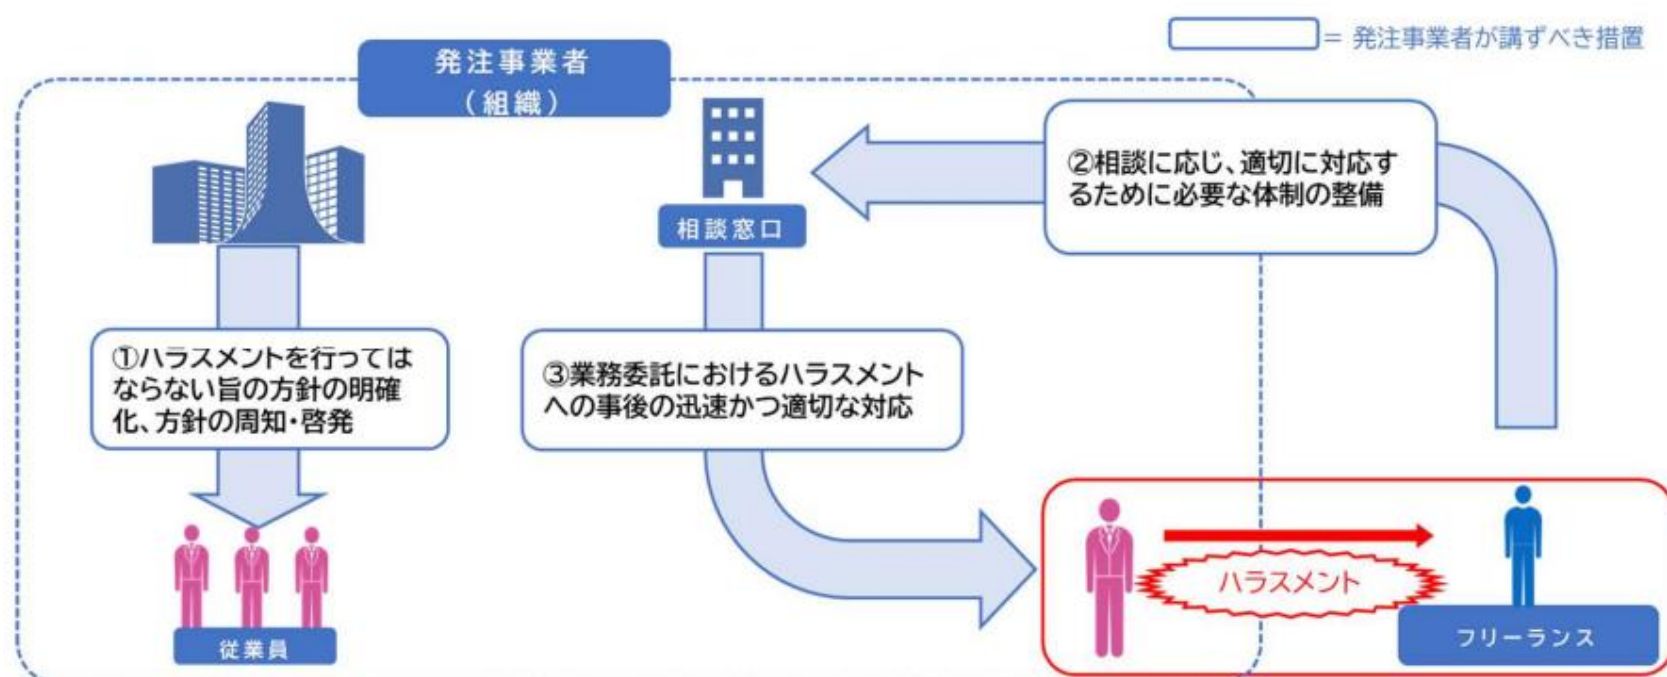 = 発注事業者が講ずべき措置
発注事業者
（組織）
②相談に応じ、適切に対応す
るために必要な体制の整備
相談窓口
①ハラスメントを行っては
ならない旨の方針の明確
化、方針の周知・啓発
③業務委託におけるハラスメント
への事後の迅速かつ適切な対応
ハラスメント
従業員
フリーランス